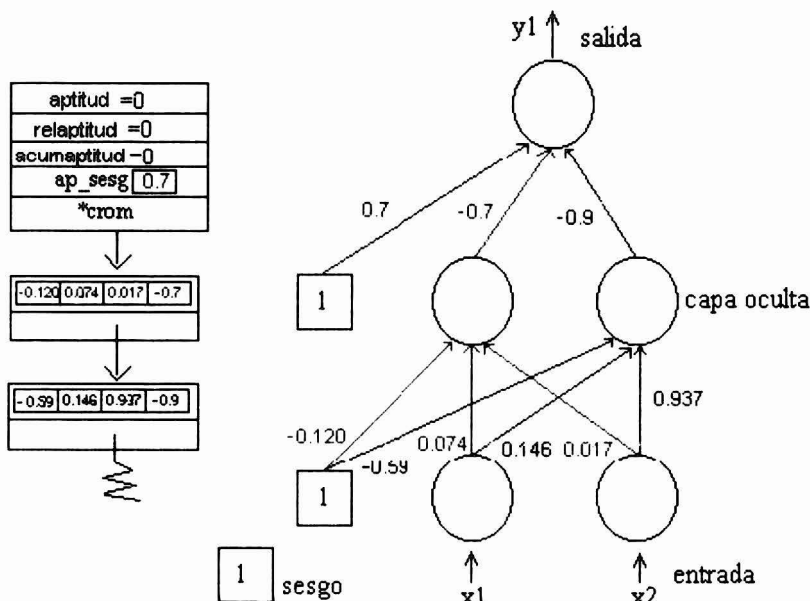 aptitud =0
relaptitud =0
acumaptitud =0
ap_sesg 0.7
*crom
-0.120 0.074 0.017 -0.7
-0.59 0.146 0.937 -0.9
y1 salida
0.7 -0.7 -0.9
1 capa oculta
-0.120 0.074 0.146 0.017 0.937
-0.59
1
1 sesgo
x1 x2 entrada